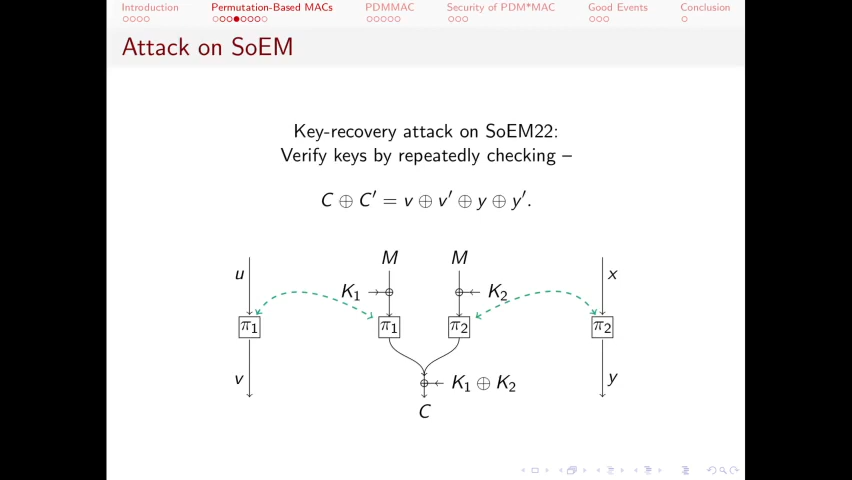 Introduction Permutation-Based MACs PDMMAC Security of PDM*MAC Good Events Conclusion
Attack on SoEM
Key-recovery attack on SoEM22:
Verify keys by repeatedly checking –
C ⊕ C′ = v ⊕ v′ ⊕ y ⊕ y′.
M M
u x
K₁ K₂
π₁ π₁ π₂ π₂
v y
K₁ ⊕ K₂
C